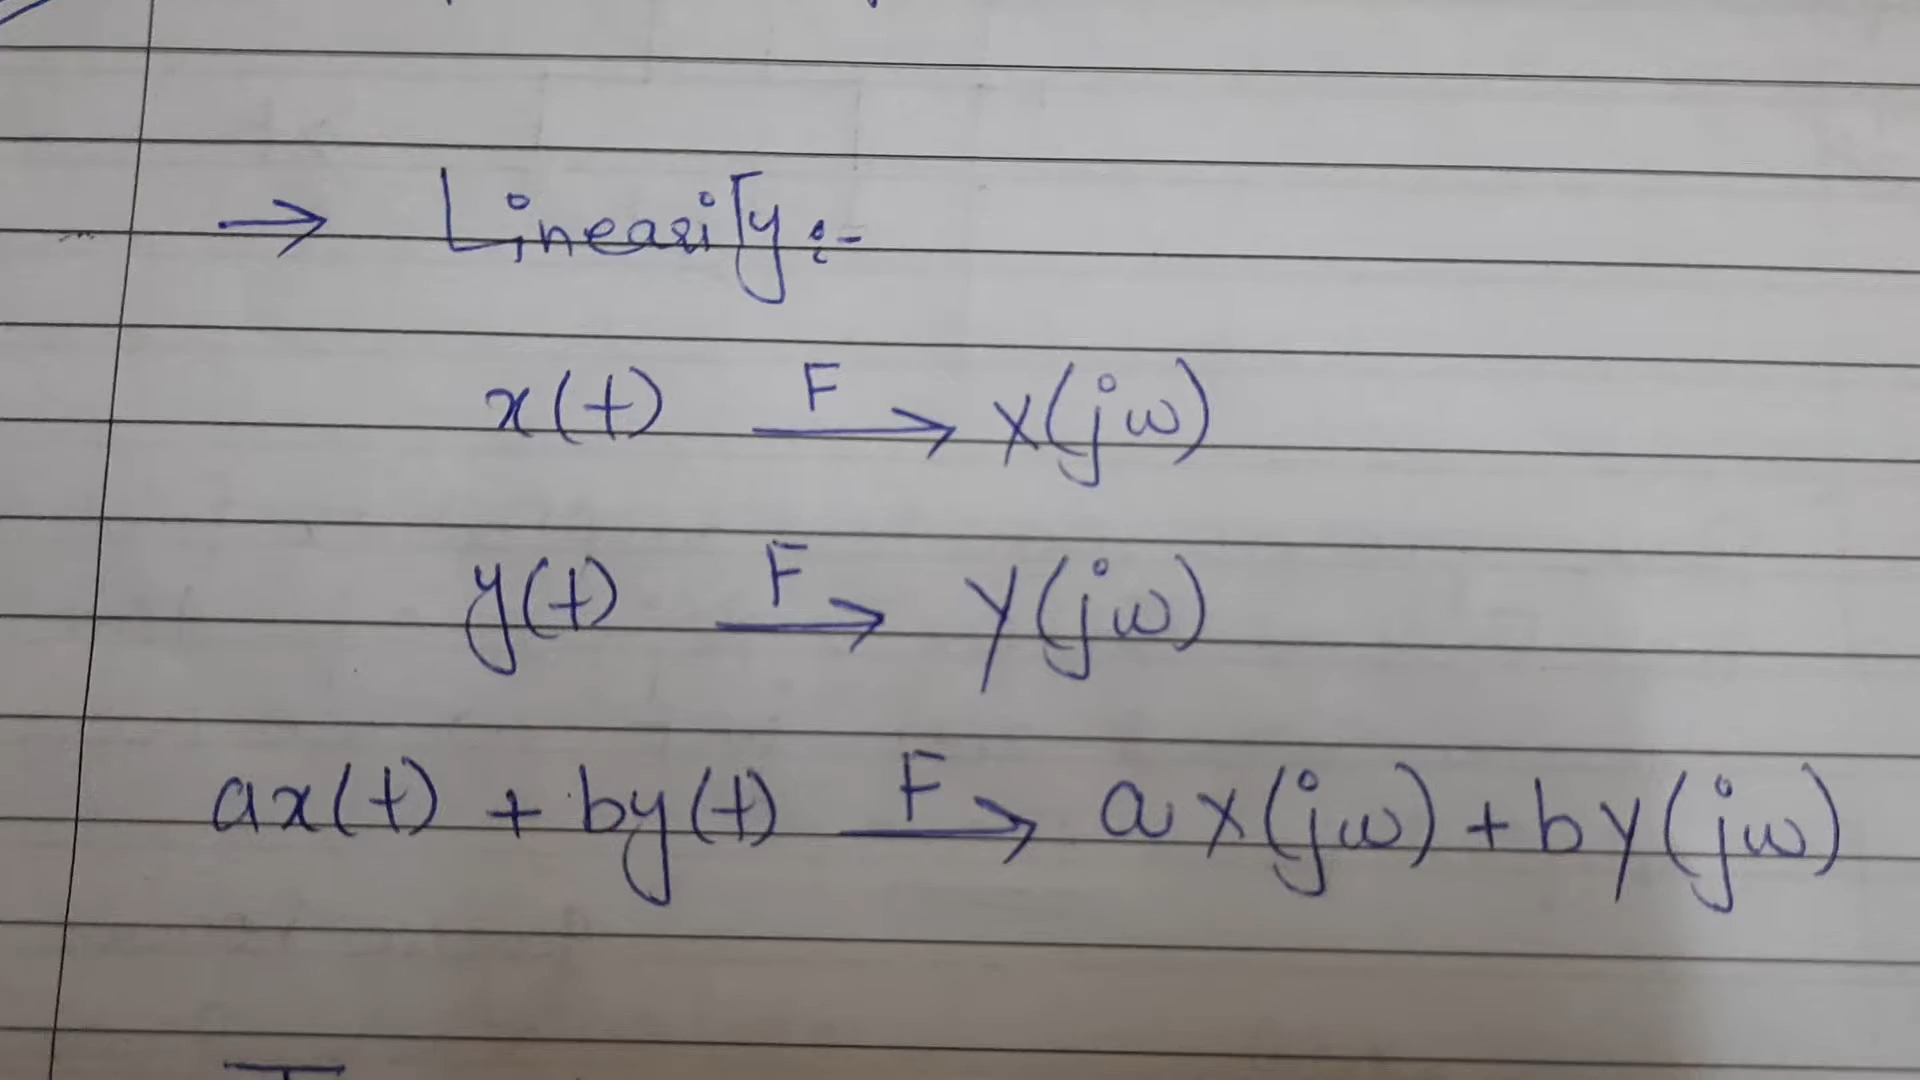 → Linearity :-
x(t) F→ X(jω)
y(t) F→ Y(jω)
ax(t) + by(t) F→ aX(jω) + bY(jω)